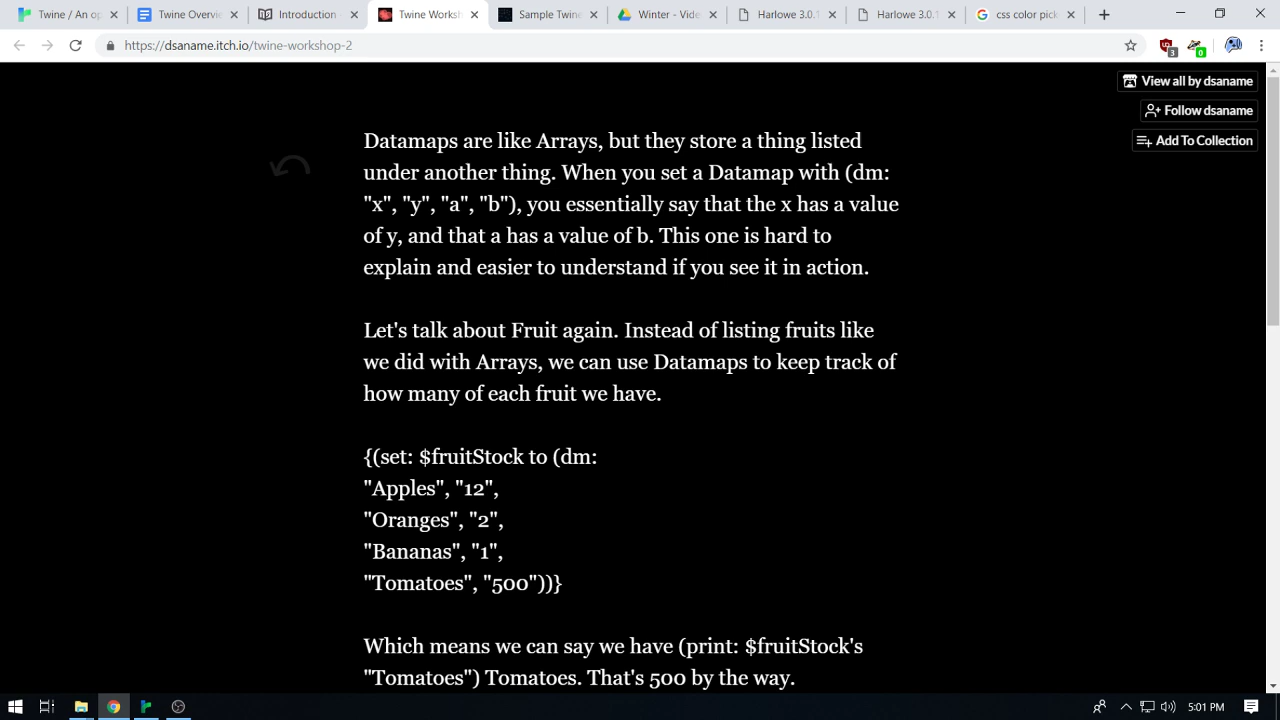 Twine / An op
Twine Overvi
Introduction
Twine Worksh
Sample Twine
Winter - Vide
Harlowe 3.0.
Harlowe 3.0.1
css color pick
https://dsaname.itch.io/twine-workshop-2
3
0
View all by dsaname
Follow dsaname
Add To Collection
Datamaps are like Arrays, but they store a thing listed
under another thing. When you set a Datamap with (dm:
"x", "y", "a", "b"), you essentially say that the x has a value
of y, and that a has a value of b. This one is hard to
explain and easier to understand if you see it in action.
Let's talk about Fruit again. Instead of listing fruits like
we did with Arrays, we can use Datamaps to keep track of
how many of each fruit we have.
{(set: $fruitStock to (dm:
"Apples", "12",
"Oranges", "2",
"Bananas", "1",
"Tomatoes", "500"))}
Which means we can say we have (print: $fruitStock's
"Tomatoes") Tomatoes. That's 500 by the way.
5:01 PM